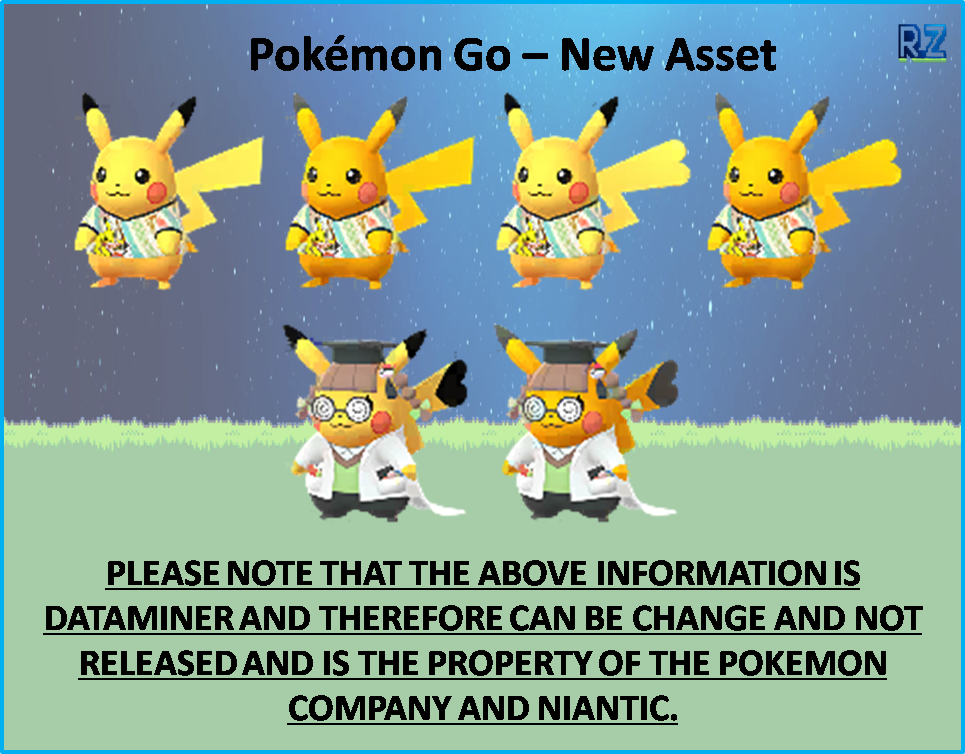 Pokémon Go – New Asset
RZ
PLEASE NOTE THAT THE ABOVE INFORMATION IS
DATAMINER AND THEREFORE CAN BE CHANGE AND NOT
RELEASED AND IS THE PROPERTY OF THE POKEMON
COMPANY AND NIANTIC.